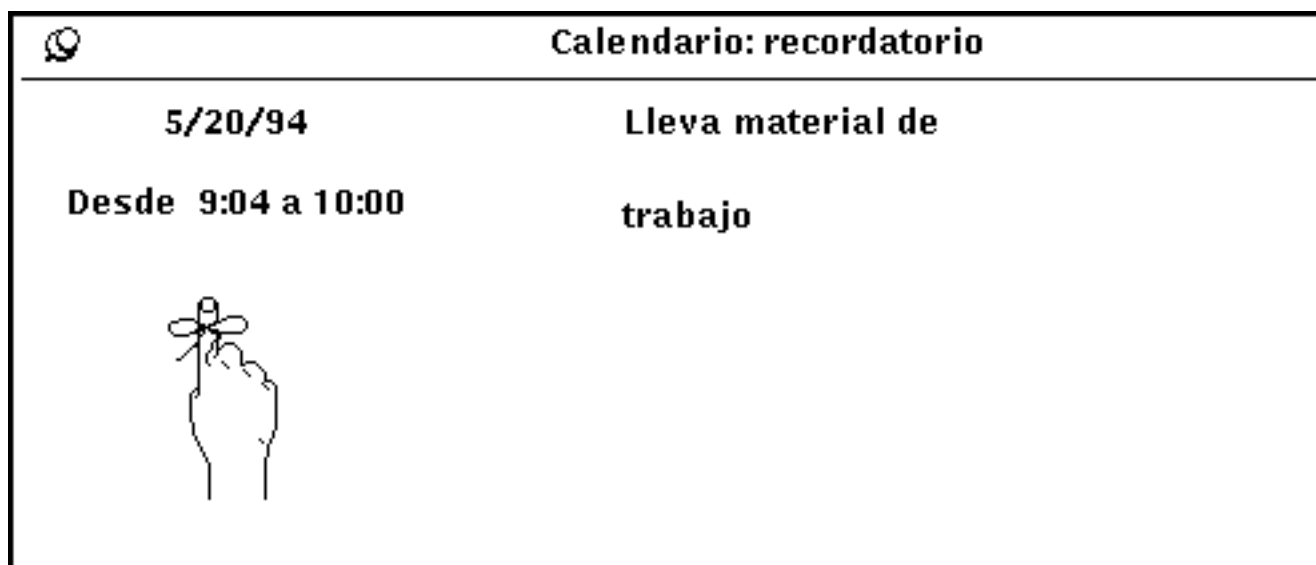 Calendario: recordatorio
5/20/94
Desde 9:04 a 10:00
Lleva material de
trabajo